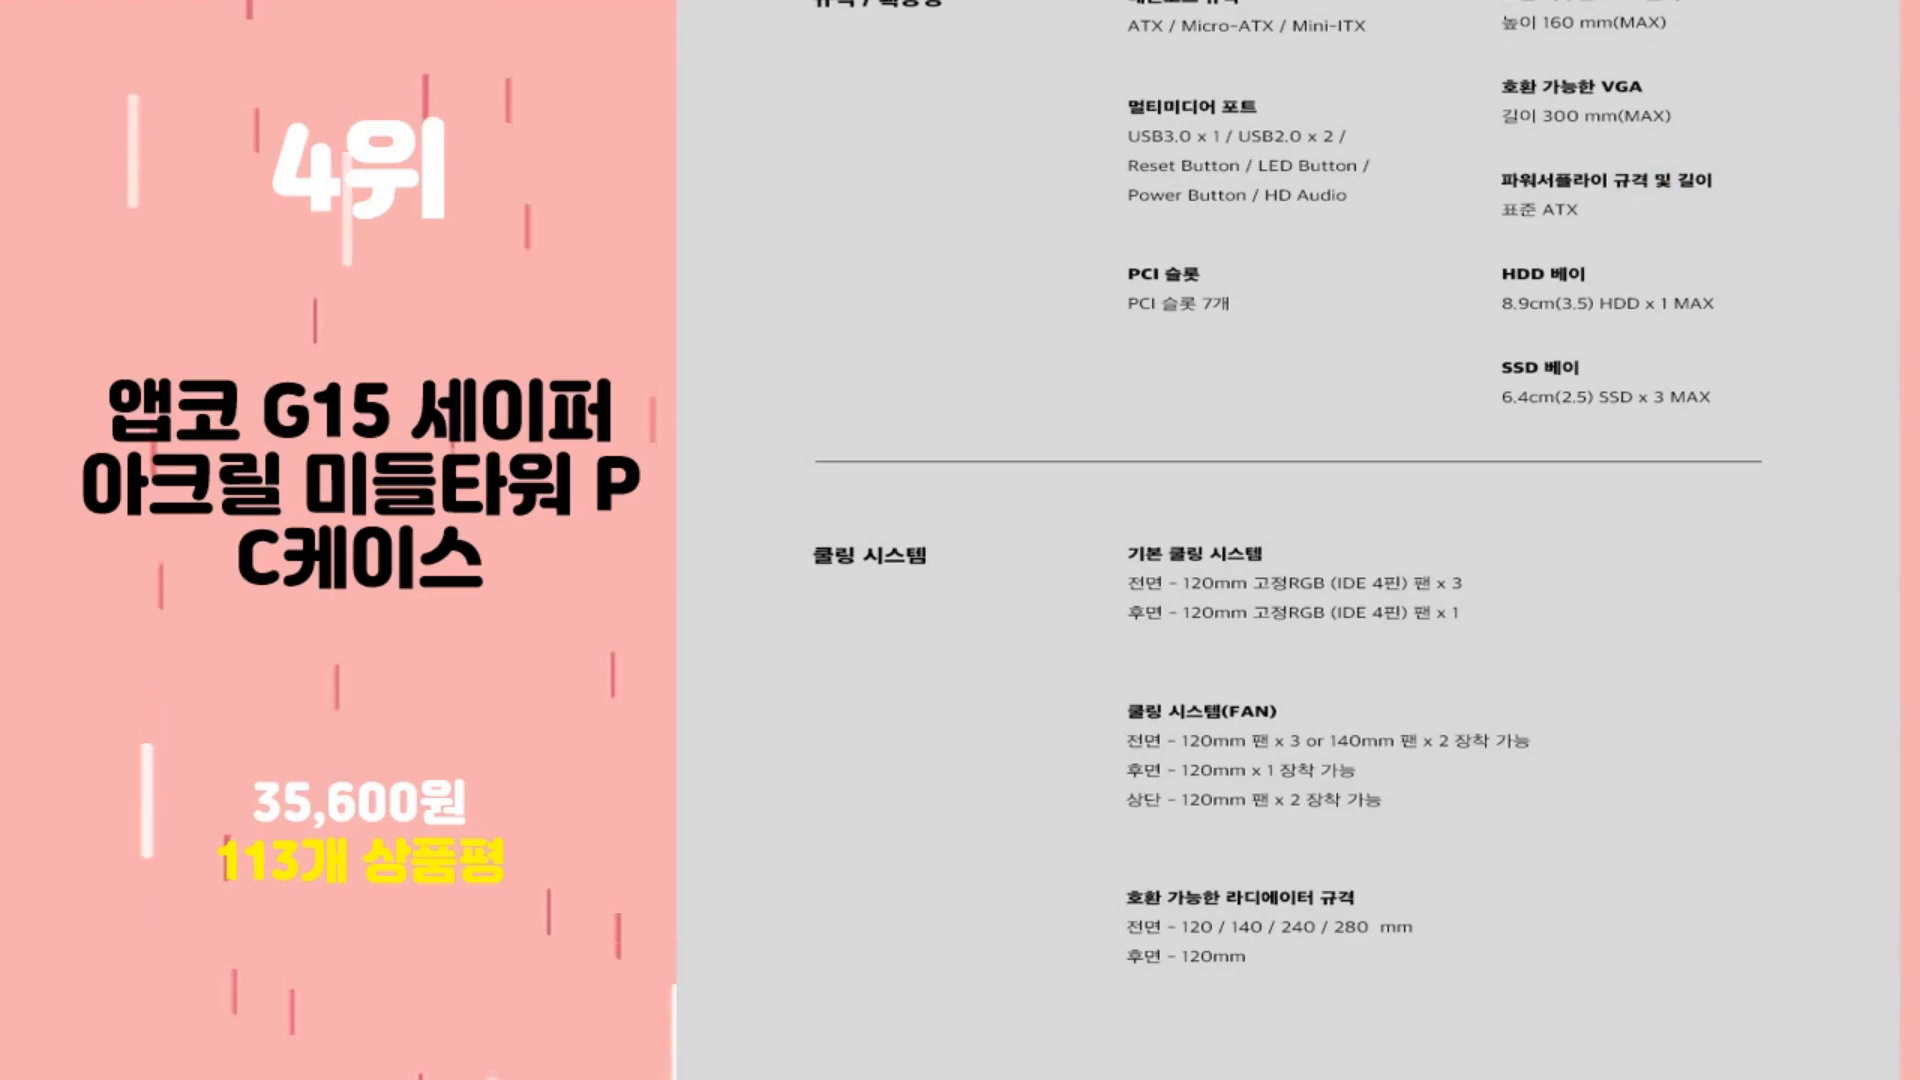 4위
앱코 G15 세이퍼
아크릴 미들타워 P
C케이스
35,600원
113개 상품평
ATX / Micro-ATX / Mini-ITX
멀티미디어 포트
USB3.0 x 1 / USB2.0 x 2 /
Reset Button / LED Button /
Power Button / HD Audio
PCI 슬롯
PCI 슬롯 7개
높이 160 mm(MAX)
호환 가능한 VGA
길이 300 mm(MAX)
파워서플라이 규격 및 길이
표준 ATX
HDD 베이
8.9cm(3.5) HDD x 1 MAX
SSD 베이
6.4cm(2.5) SSD x 3 MAX
쿨링 시스템
기본 쿨링 시스템
전면 - 120mm 고정RGB (IDE 4핀) 팬 x 3
후면 - 120mm 고정RGB (IDE 4핀) 팬 x 1
쿨링 시스템(FAN)
전면 - 120mm 팬 x 3 or 140mm 팬 x 2 장착 가능
후면 - 120mm x 1 장착 가능
상단 - 120mm 팬 x 2 장착 가능
호환 가능한 라디에이터 규격
전면 - 120 / 140 / 240 / 280 mm
후면 - 120mm